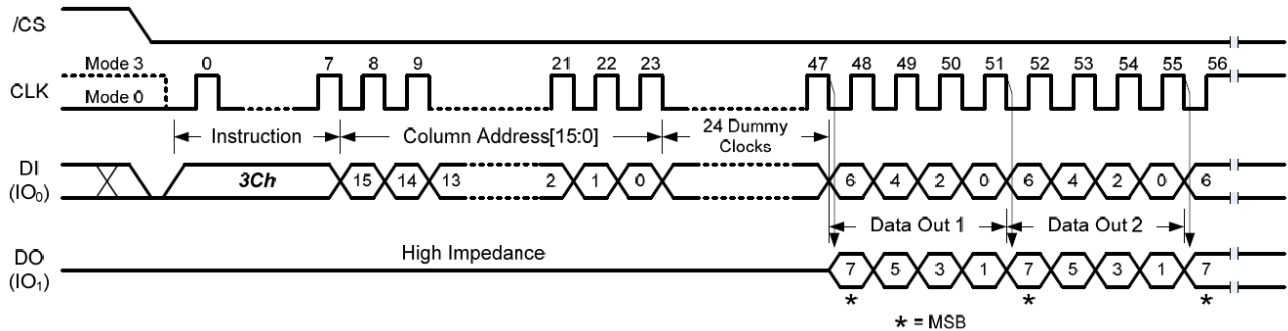 /CS
Mode 3
0 7 8 9 21 22 23 47 48 49 50 51 52 53 54 55 56
CLK
Mode 0
Instruction Column Address[15:0] 24 Dummy
Clocks
DI
(IO₀)
3Ch 15 14 13 2 1 0 6 4 2 0 6 4 2 0 6
Data Out 1 Data Out 2
High Impedance
DO
(IO₁)
7 5 3 1 7 5 3 1 7
* * *
* = MSB